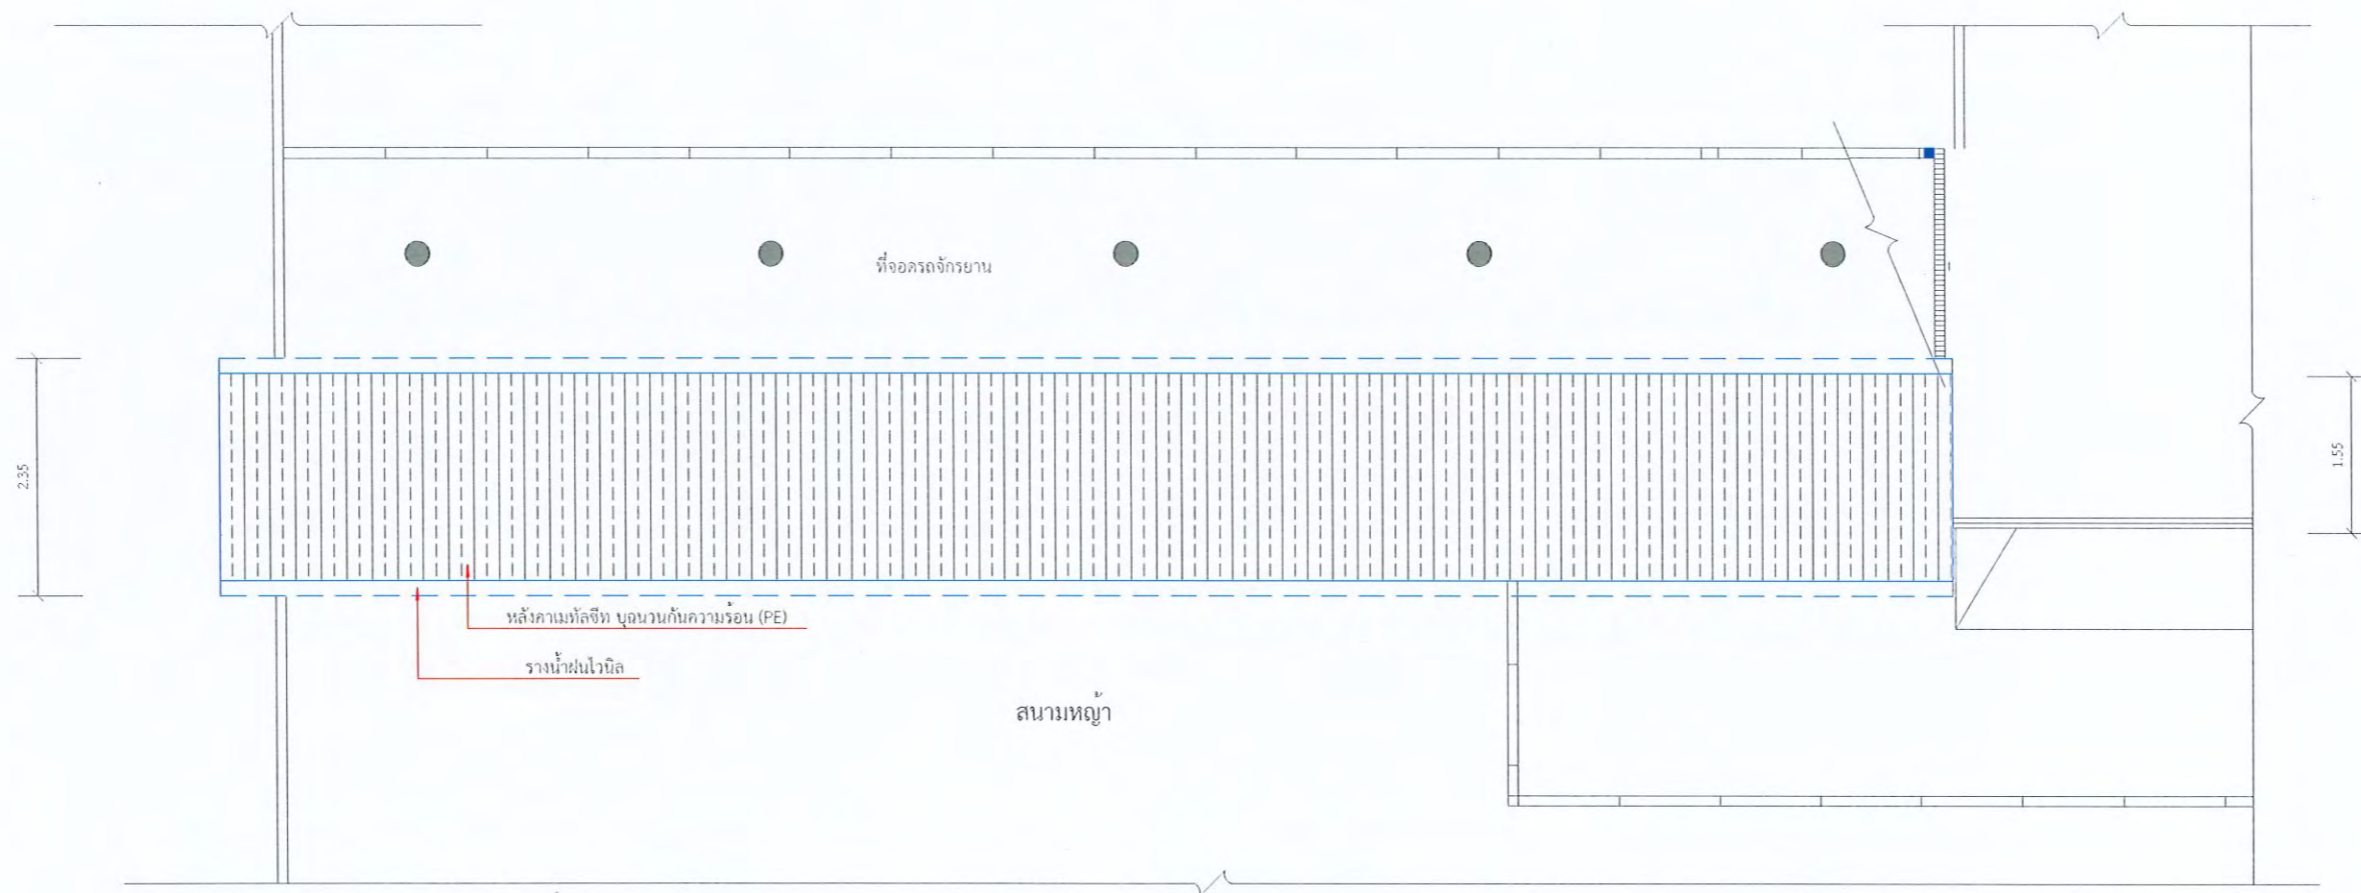 ที่จอดรถจักรยาน
2.35
1.55
หลังคาเมทัลชีท บุฉนวนกันความร้อน (PE)
รางน้ำฝนไวนิล
สนามหญ้า